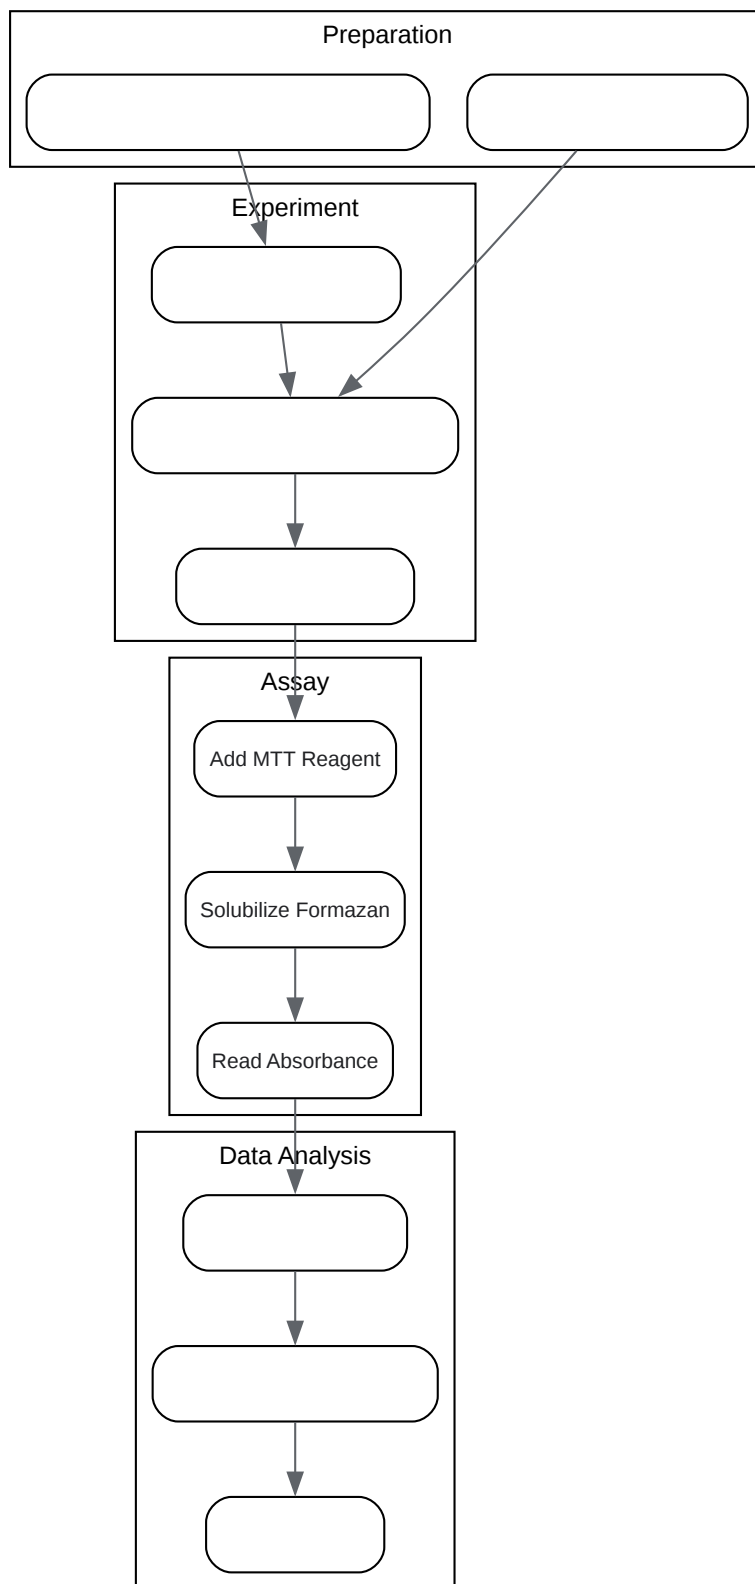 Preparation
Experiment
Assay
Add MTT Reagent
Solubilize Formazan
Read Absorbance
Data Analysis